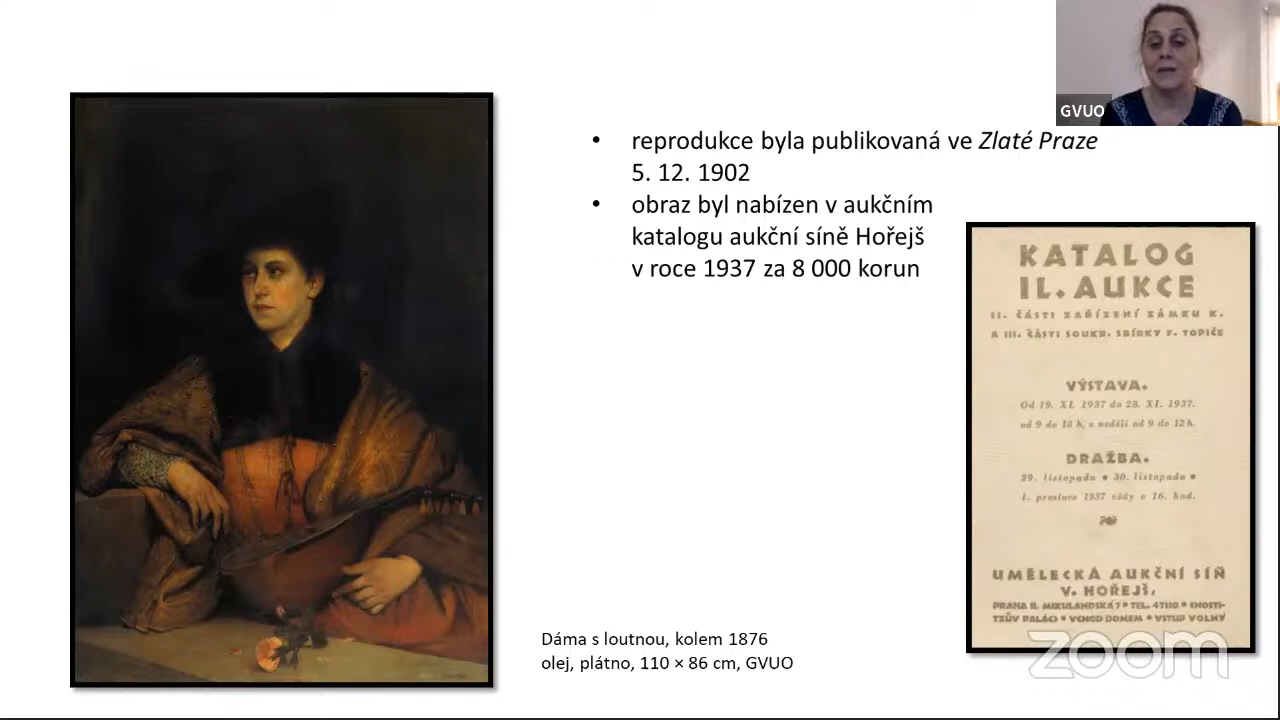 GVUO
• reprodukce byla publikovaná ve Zlaté Praze
5. 12. 1902
• obraz byl nabízen v aukčním
katalogu aukční síně Hořejš
v roce 1937 za 8 000 korun
KATALOG
II. AUKCE
II. ČÁSTI ZAŘÍZENÍ ZÁMKU K.
A III. ČÁSTI SOUKR. SBÍRKY F. TOPIČE
VÝSTAVA.
Od 19. XI. 1937 do 28. XI. 1937.
od 9 do 18 h, v neděli od 9 do 12 h.
DRAŽBA.
29. listopadu • 30. listopadu •
1. prosince 1937 vždy o 16. hod.
UMĚLECKÁ AUKČNÍ SÍŇ
V. HOŘEJŠ,
PRAHA II. MIKULANDSKÁ 7 • TEL. 47110 • (HOSTI-
TZŮV PALÁC) • VCHOD DOMEM • VSTUP VOLNÝ
Dáma s loutnou, kolem 1876
olej, plátno, 110 × 86 cm, GVUO
zoom